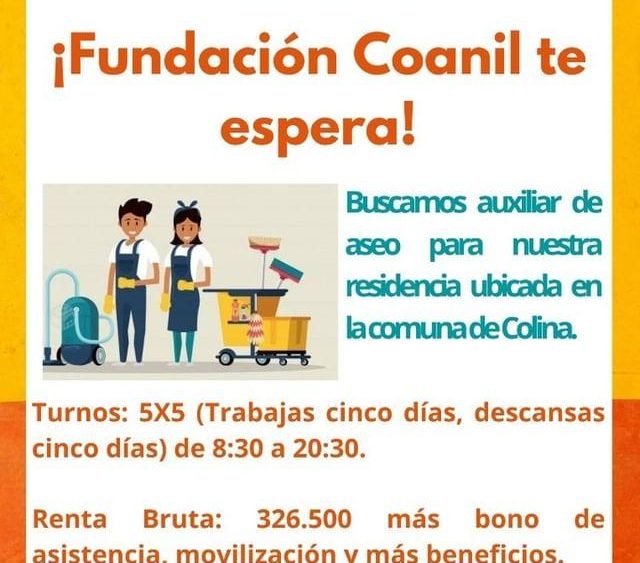 ¡Fundación Coanil te
espera!
Buscamos auxiliar de
aseo para nuestra
residencia ubicada en
la comuna de Colina.
Turnos: 5X5 (Trabajas cinco días, descansas
cinco días) de 8:30 a 20:30.
Renta Bruta: 326.500 más bono de
asistencia, movilización y más beneficios.